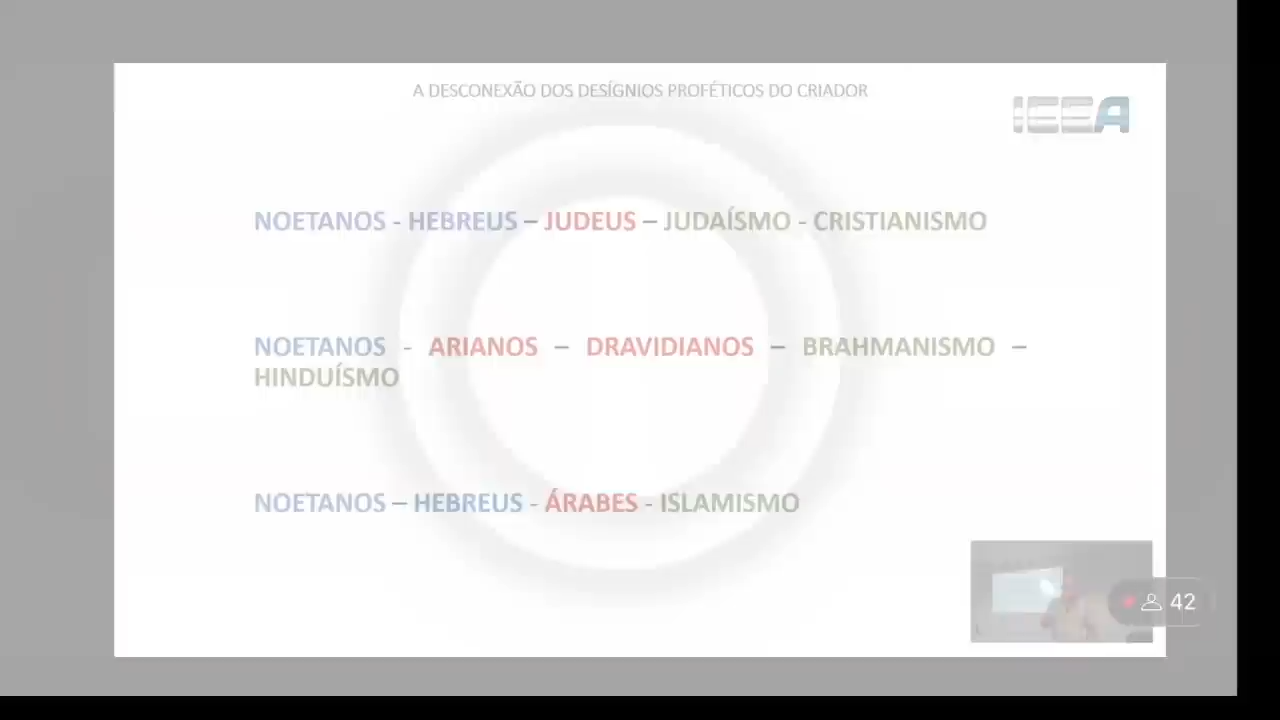 A DESCONEXÃO DOS DESÍGNIOS PROFÉTICOS DO CRIADOR
IEEA
NOETANOS - HEBREUS – JUDEUS – JUDAÍSMO - CRISTIANISMO
NOETANOS - ARIANOS – DRAVIDIANOS – BRAHMANISMO –
HINDUÍSMO
NOETANOS – HEBREUS - ÁRABES - ISLAMISMO
42